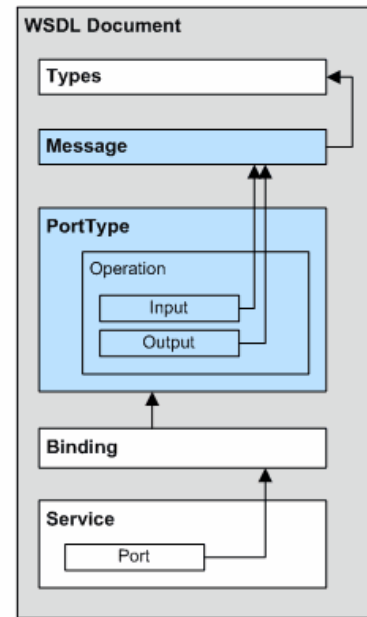 WSDL Document
Types
Message
PortType
Operation
Input
Output
Binding
Service
Port